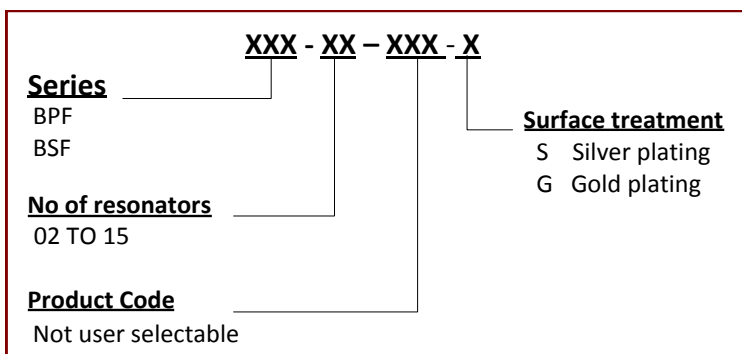 XXX - XX – XXX - X
Series
BPF
BSF
Surface treatment
S Silver plating
G Gold plating
No of resonators
02 TO 15
Product Code
Not user selectable